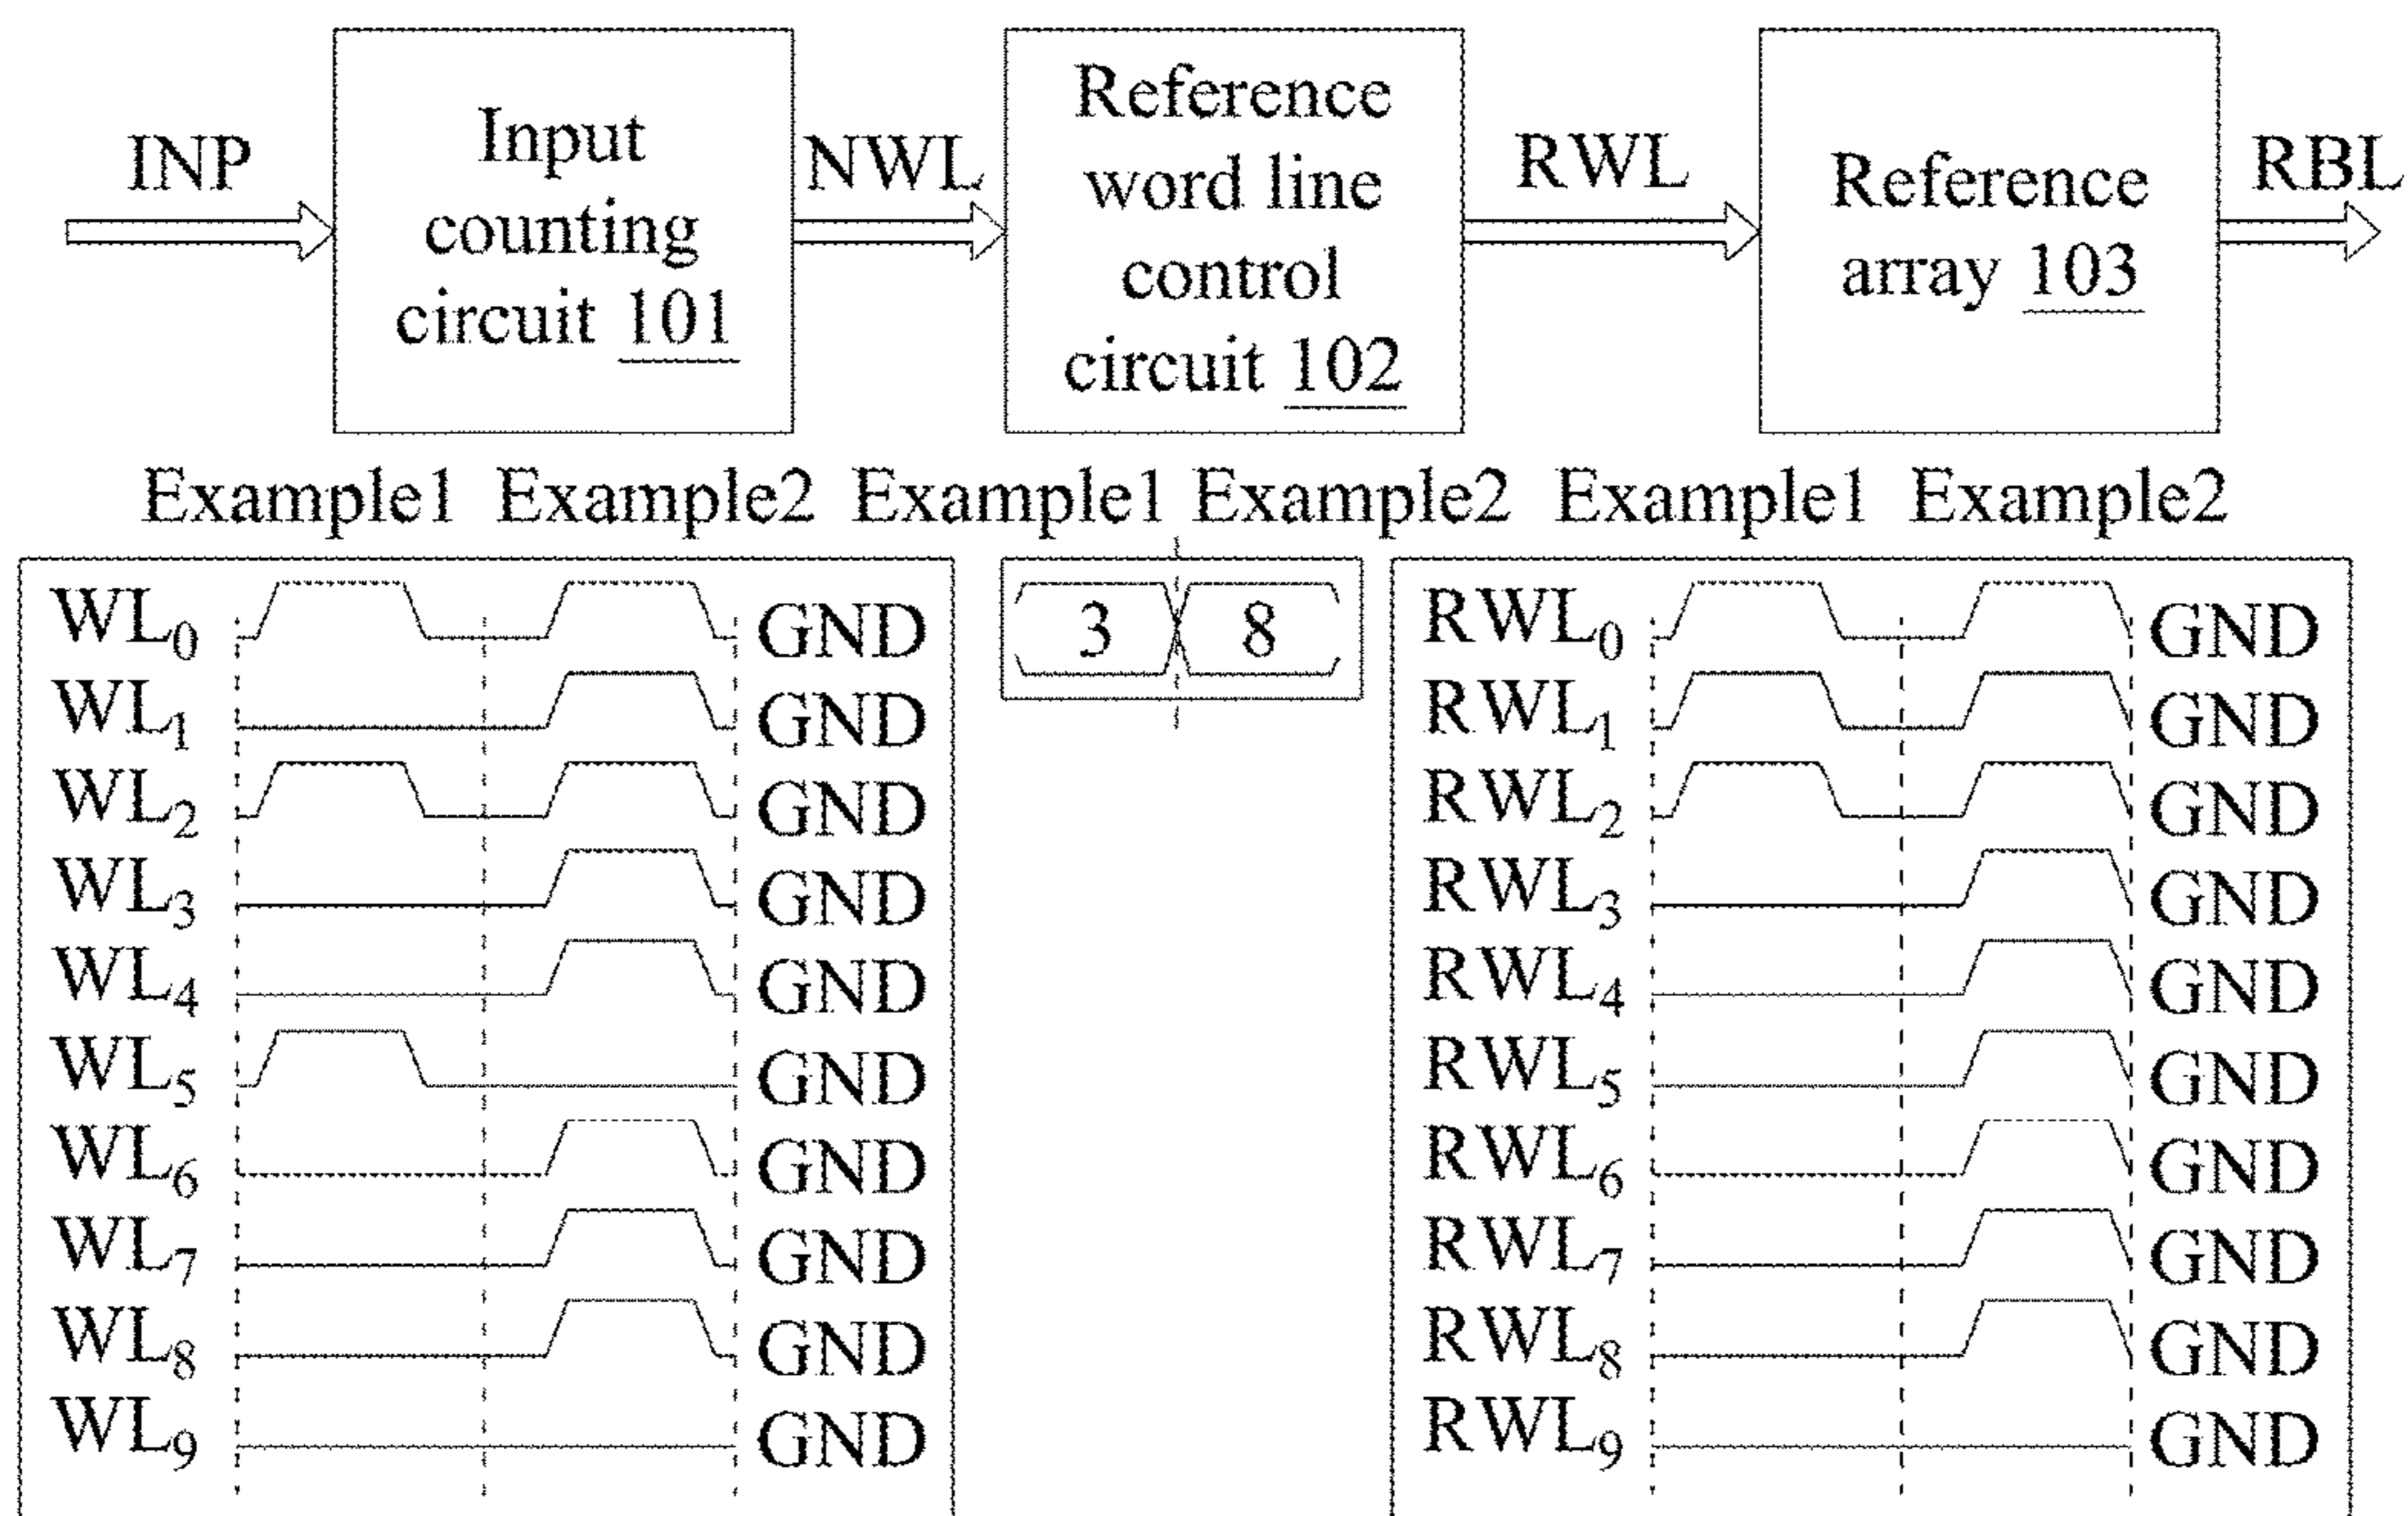 INP
Input
counting
circuit 101
NWL
Reference
word line
control
circuit 102
RWL
Reference
array 103
RBL
Example1 Example2 Example1 Example2 Example1 Example2
WL0 GND
WL1 GND
WL2 GND
WL3 GND
WL4 GND
WL5 GND
WL6 GND
WL7 GND
WL8 GND
WL9 GND
3 8
RWL0 GND
RWL1 GND
RWL2 GND
RWL3 GND
RWL4 GND
RWL5 GND
RWL6 GND
RWL7 GND
RWL8 GND
RWL9 GND